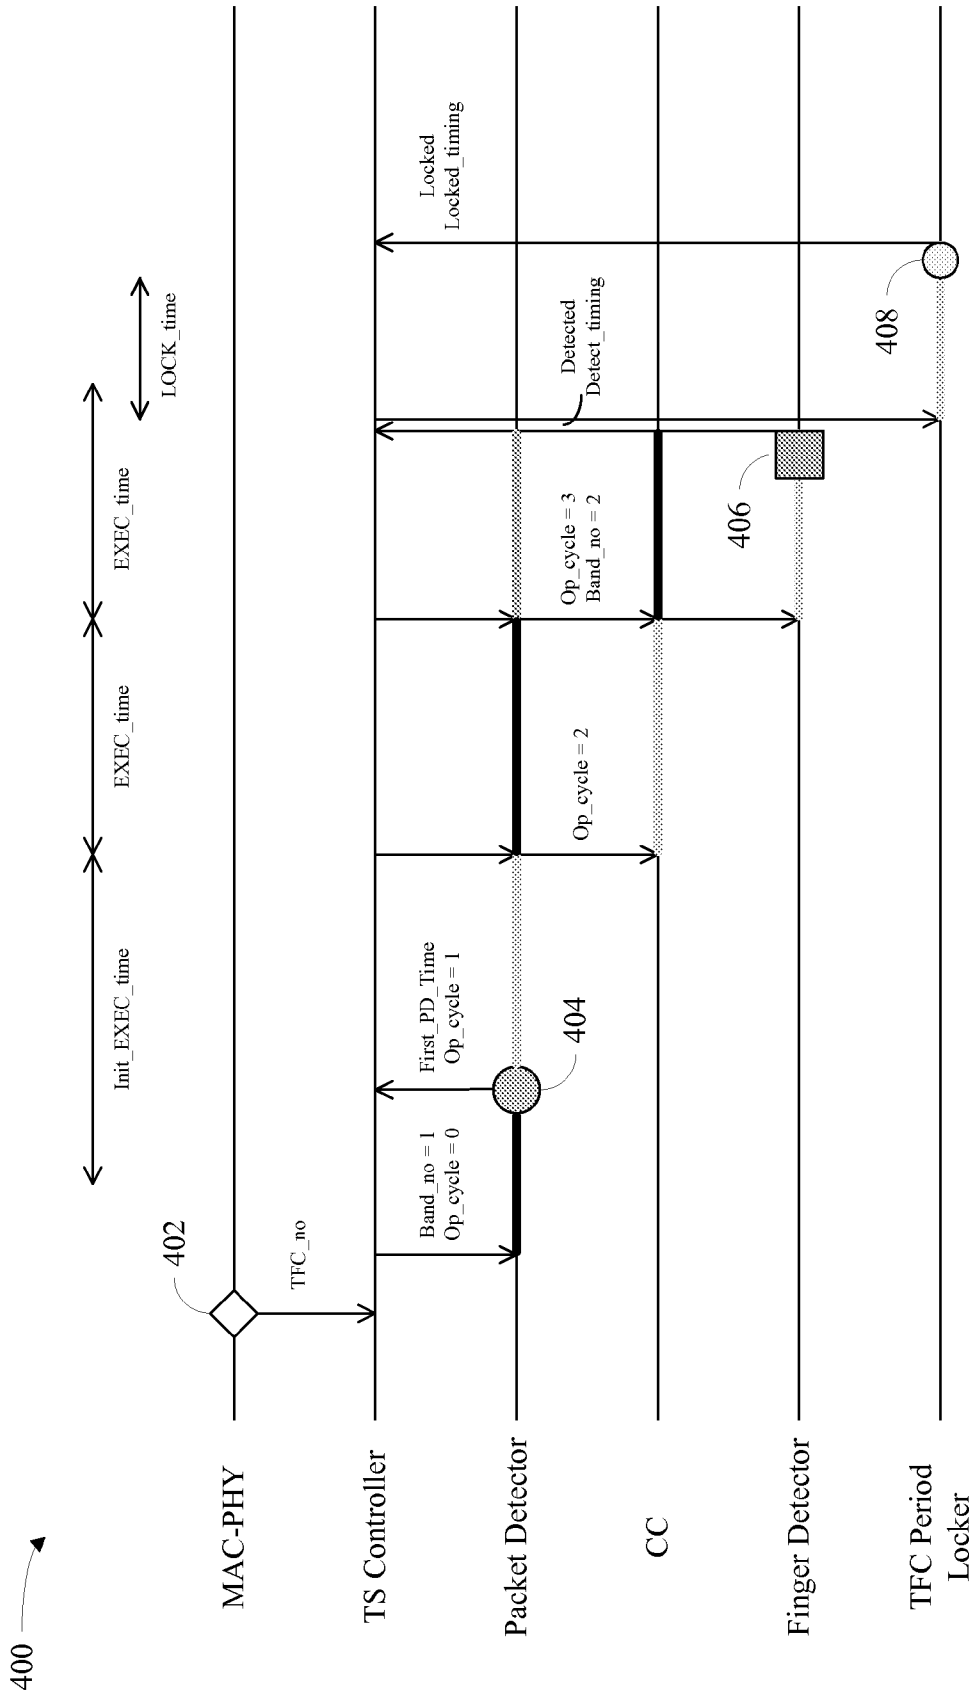 400
MAC-PHY
TS Controller
Packet Detector
CC
Finger Detector
TFC Period
Locker
402
TFC_no
Band_no = 1
Op_cycle = 0
First_PD_Time
Op_cycle = 1
404
Init_EXEC_time
EXEC_time
EXEC_time
LOCK_time
Op_cycle = 2
Op_cycle = 3
Band_no = 2
406
Detected
Detect_timing
408
Locked
Locked_timing